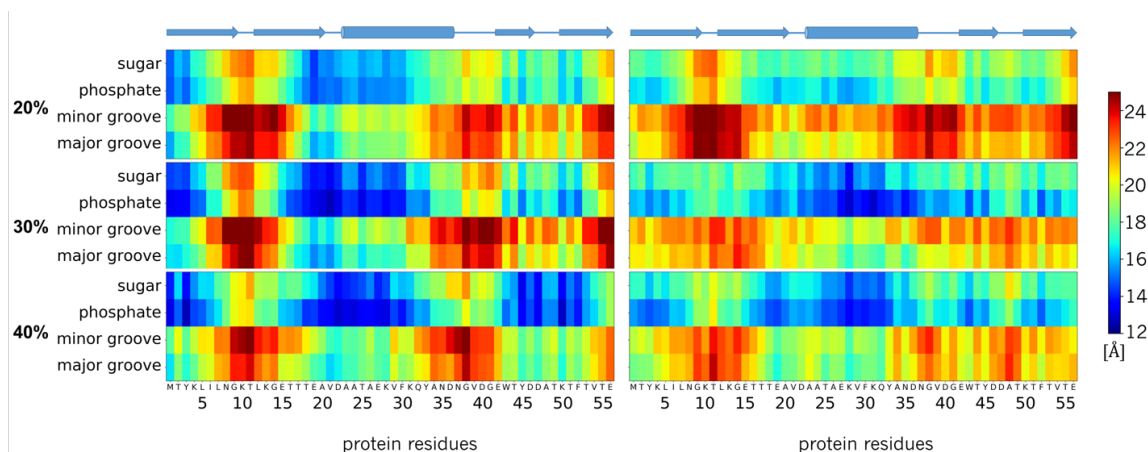 20%
sugar
phosphate
minor groove
major groove
30%
sugar
phosphate
minor groove
major groove
40%
sugar
phosphate
minor groove
major groove
M T Y K L I L N G K T L K G E T T T E A V D A A T A E K V F K Q Y A N D N G V D G E W T Y D D A T K T F T V T E
5 10 15 20 25 30 35 40 45 50 55
protein residues
M T Y K L I L N G K T L K G E T T T E A V D A A T A E K V F K Q Y A N D N G V D G E W T Y D D A T K T F T V T E
5 10 15 20 25 30 35 40 45 50 55
protein residues
24
22
20
18
16
14
12
[Å]